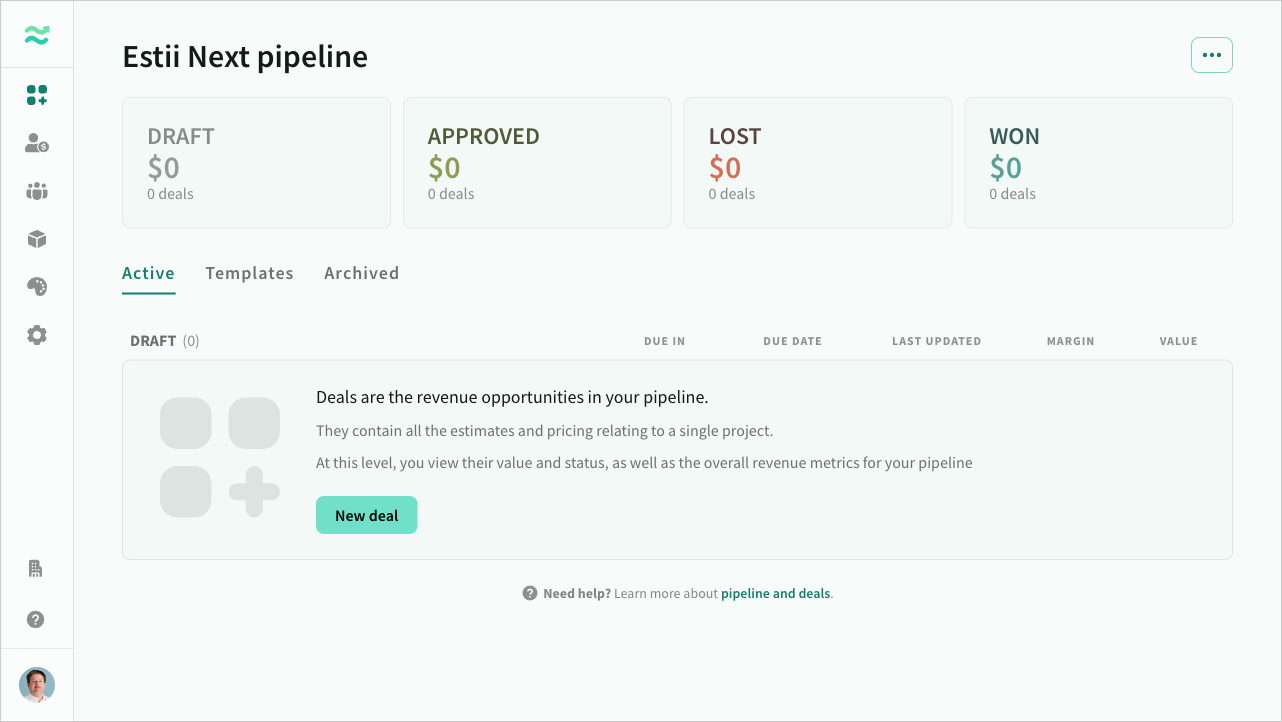 Estii Next pipeline
DRAFT
$0
0 deals
APPROVED
$0
0 deals
LOST
$0
0 deals
WON
$0
0 deals
Active Templates Archived
DRAFT (0) DUE IN DUE DATE LAST UPDATED MARGIN VALUE
Deals are the revenue opportunities in your pipeline.
They contain all the estimates and pricing relating to a single project.
At this level, you view their value and status, as well as the overall revenue metrics for your pipeline
New deal
Need help? Learn more about pipeline and deals.